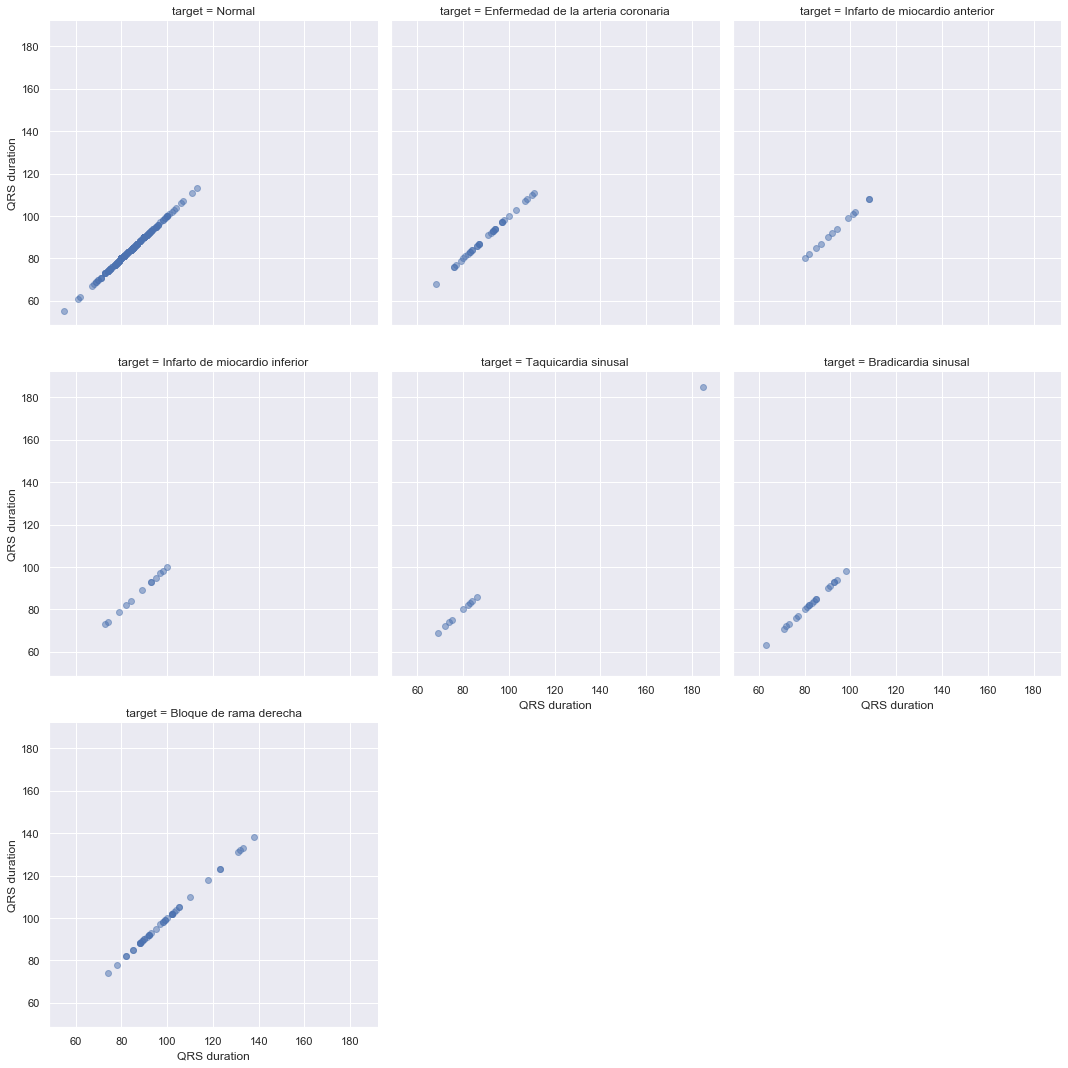 target = Normal
target = Enfermedad de la arteria coronaria
target = Infarto de miocardio anterior
180
160
140
120
100
80
60
QRS duration
target = Infarto de miocardio inferior
target = Taquicardia sinusal
target = Bradicardia sinusal
180
160
140
120
100
80
60
QRS duration
60 80 100 120 140 160 180
QRS duration
60 80 100 120 140 160 180
QRS duration
target = Bloque de rama derecha
180
160
140
120
100
80
60
QRS duration
60 80 100 120 140 160 180
QRS duration